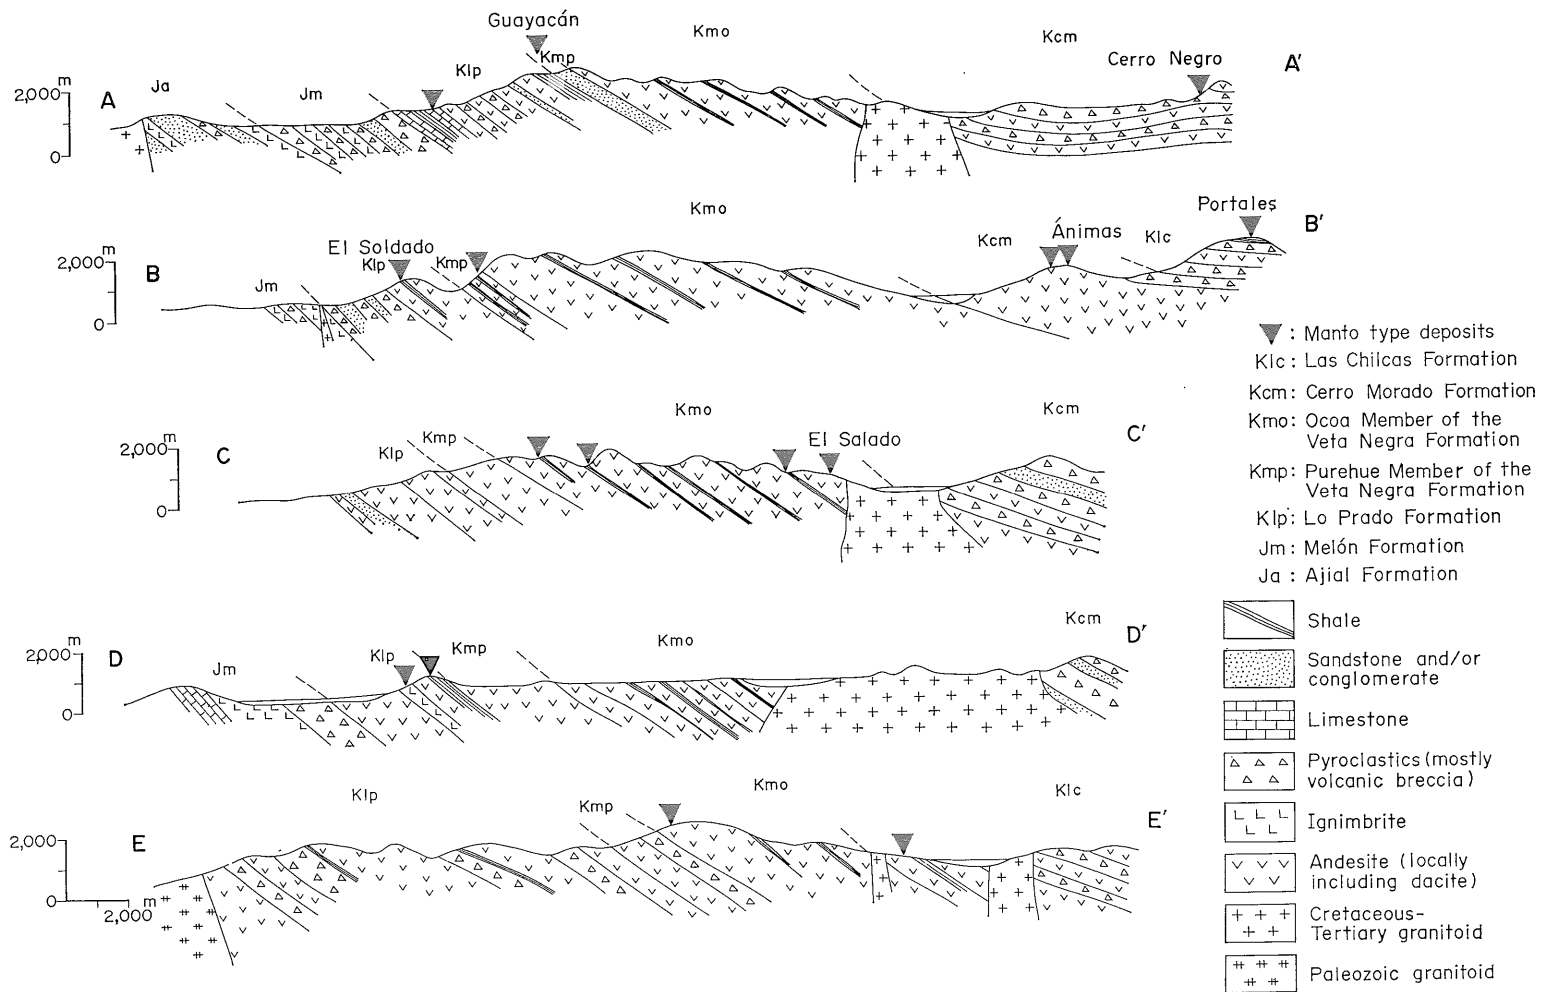 Guayacán
Kmo
Kcm
Kmp
Cerro Negro
A'
Ja
Klp
m
2,000
A
Jm
0
Kmo
Portales
B'
m
El Soldado
Kcm
Ánimas
Klc
2,000
B
Klp
Kmp
Jm
0
Kmo
Kcm
m
C'
2,000
C
Klp
Kmp
El Salado
0
Kcm
m
D'
2,000
D
Jm
Klp
Kmp
Kmo
0
Klp
Kmp
Kmo
Klc
m
E'
2,000
E
0
2,000 m
: Manto type deposits
Klc : Las Chilcas Formation
Kcm : Cerro Morado Formation
Kmo : Ocoa Member of the
Veta Negra Formation
Kmp : Purehue Member of the
Veta Negra Formation
Klp : Lo Prado Formation
Jm : Melón Formation
Ja : Ajial Formation
Shale
Sandstone and/or
conglomerate
Limestone
Pyroclastics (mostly
volcanic breccia)
Ignimbrite
Andesite (locally
including dacite)
Cretaceous-
Tertiary granitoid
Paleozoic granitoid